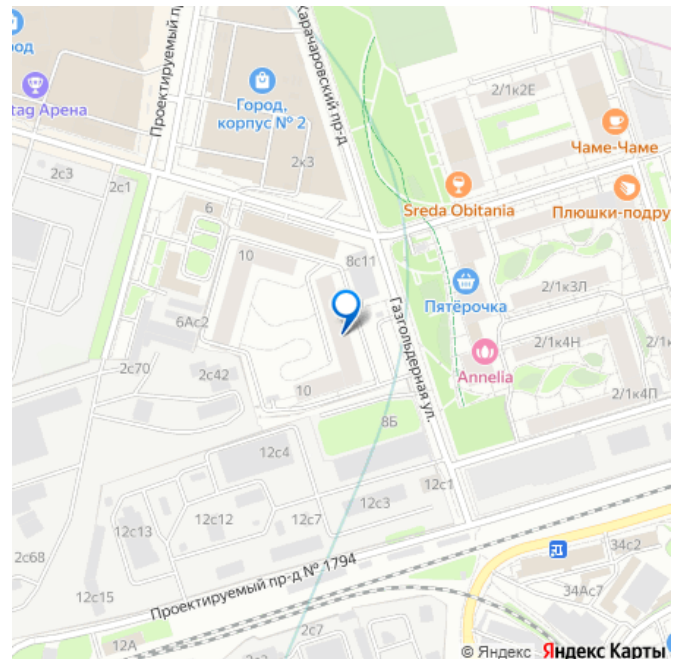 Проектируемый пр
Карачаровский пр-д
род
tag Арена
Город,
корпус № 2
2к3
2/1к2Е
Чаме-Чаме
Sreda Obitania
Плюшки-подру
2с3
2с1
6
10
8с11
Пятёрочка
2/1к3Л
6Ас2
Газгольдерная ул.
2/1к4Н
Annelia
2с70
2с42
10
8Б
2/1к4П
12с4
12с1
12с3
12с13
12с12
12с7
2с68
34с2
Проектируемый пр-д № 1794
34Ас7
12с15
12А
2с7
2с2
© Яндекс Яндекс Карты